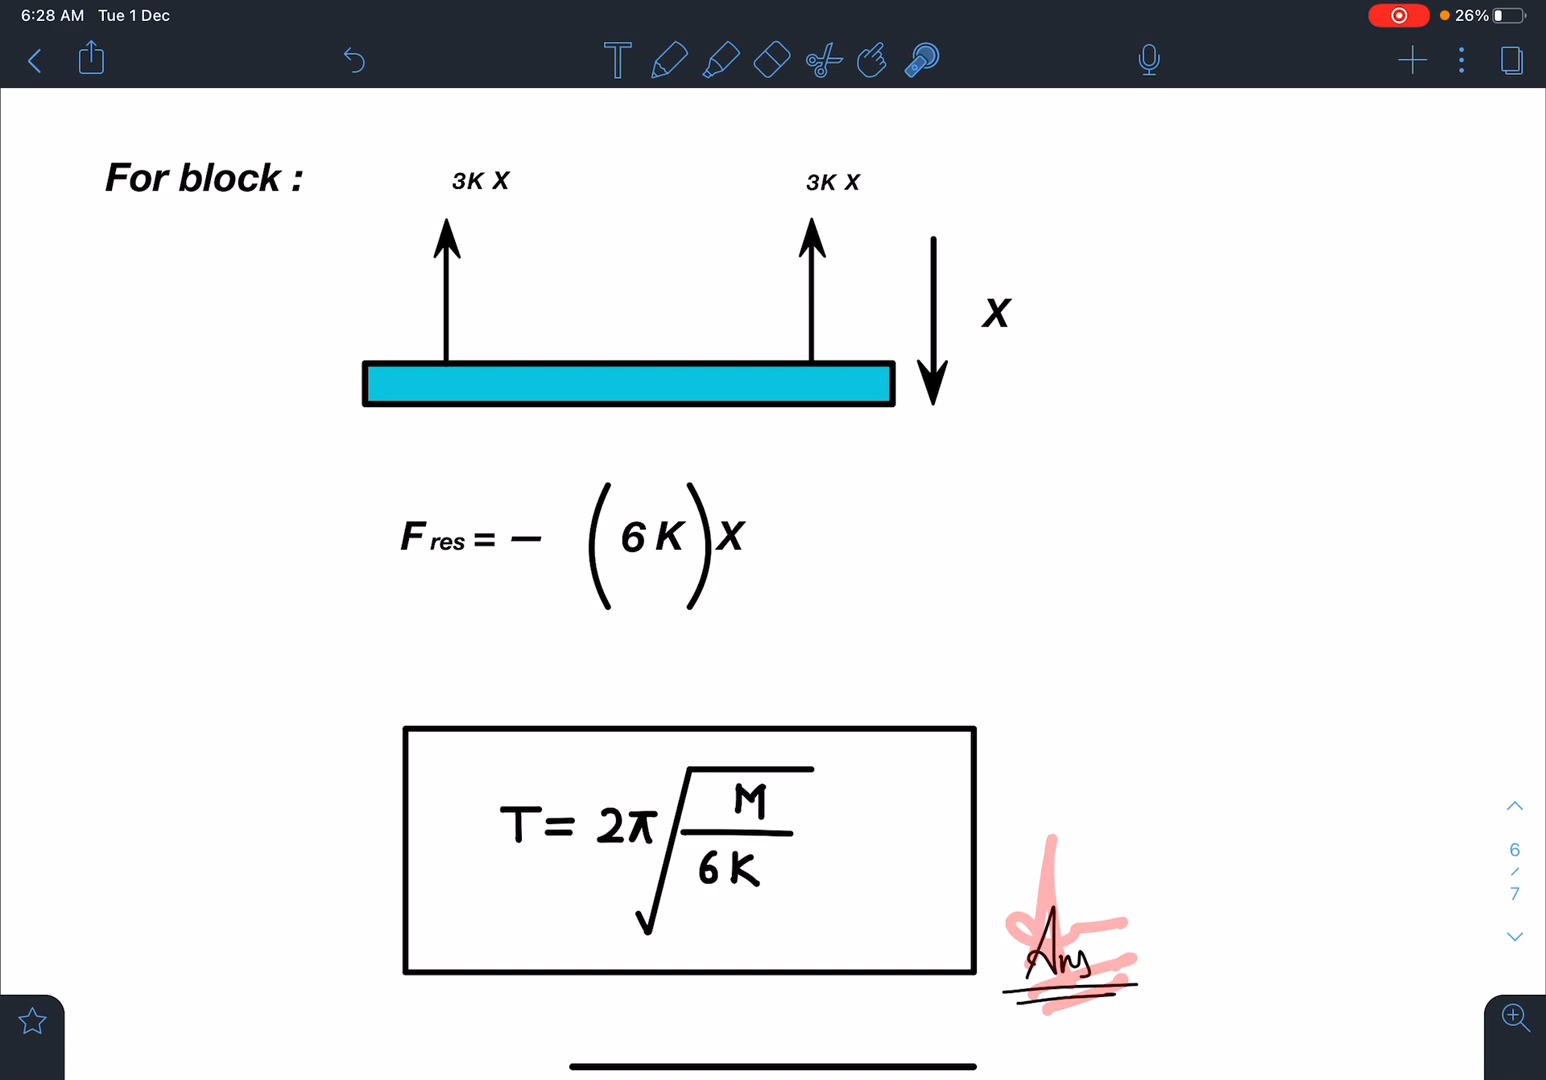 6:28 AM Tue 1 Dec
26%
For block :
3K X
3K X
X
F res = – (6 K) X
T = 2π √(M / 6K)
Ans
6
/
7